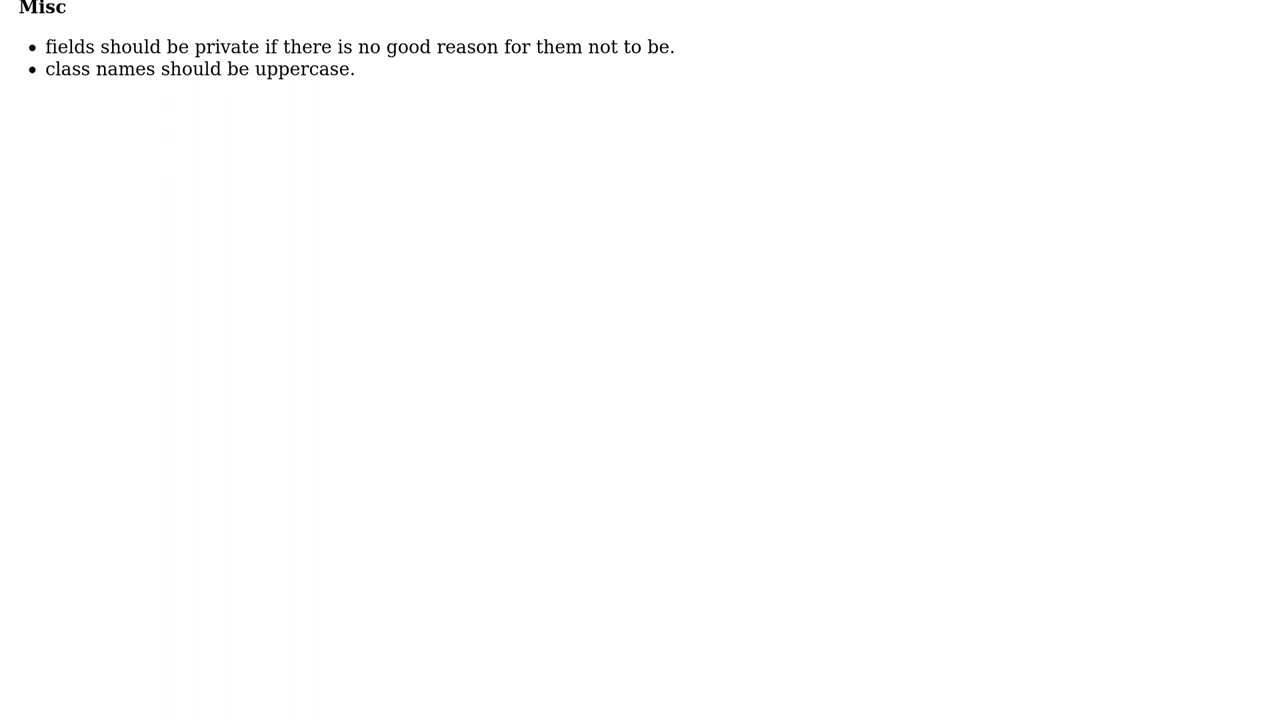 Misc
• fields should be private if there is no good reason for them not to be.
• class names should be uppercase.